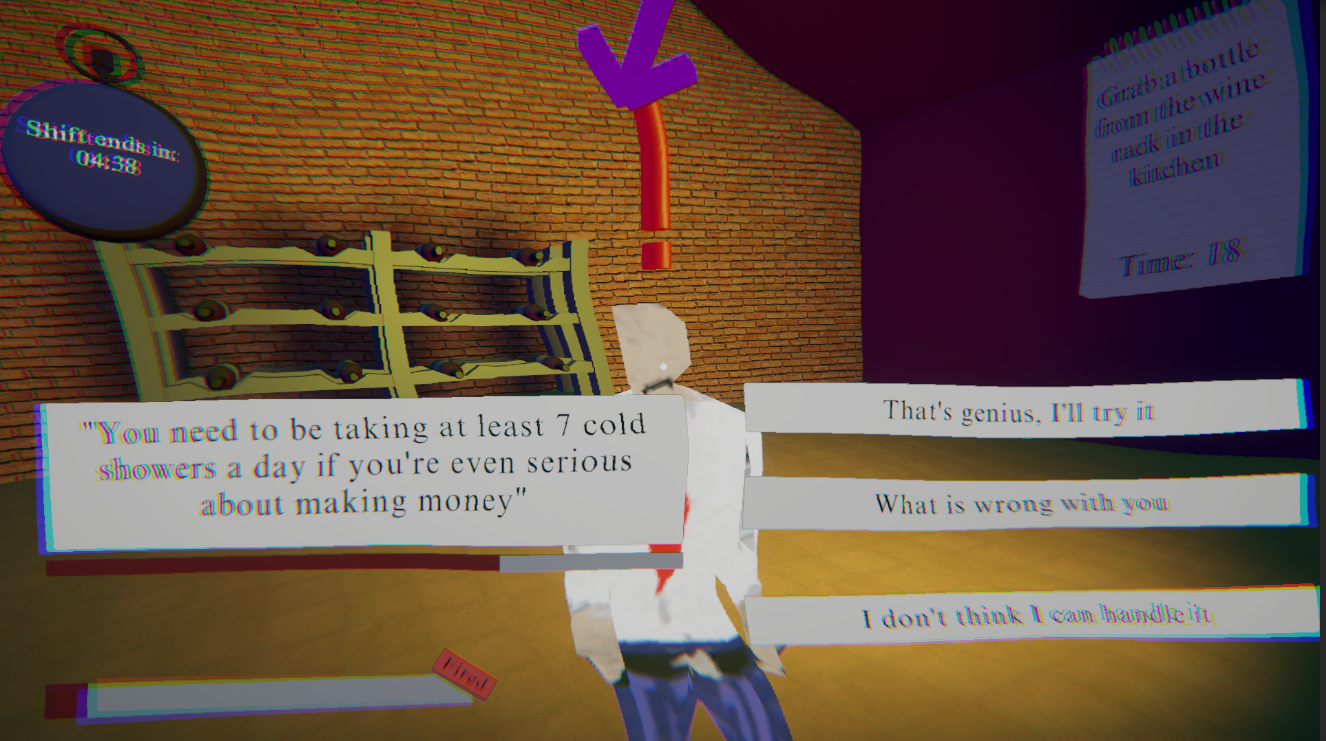 Shift ends in:
04:38
Grab a bottle
from the wine
rack in the
kitchen
Time: 18
"You need to be taking at least 7 cold
showers a day if you're even serious
about making money"
That's genius, I'll try it
What is wrong with you
I don't think I can handle it
Fired